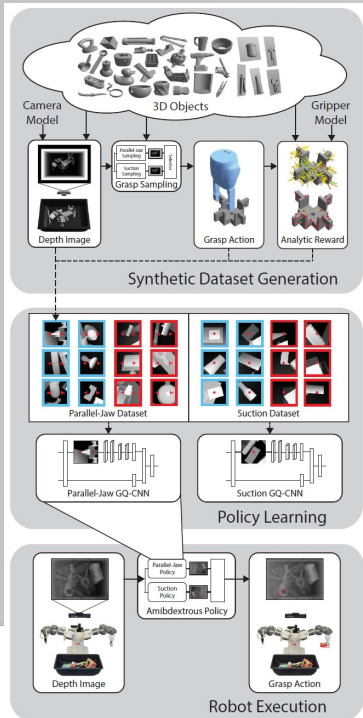 3D Objects
Camera
Model
Gripper
Model
Parallel-Jaw
Sampling
Suction
Sampling
Selector
Depth Image
Grasp Sampling
Grasp Action
Analytic Reward
Synthetic Dataset Generation
Parallel-Jaw Dataset
Suction Dataset
Parallel-Jaw GQ-CNN
Suction GQ-CNN
Policy Learning
Parallel-Jaw
Policy
Suction
Policy
Depth Image
Amibdextrous Policy
Grasp Action
Robot Execution